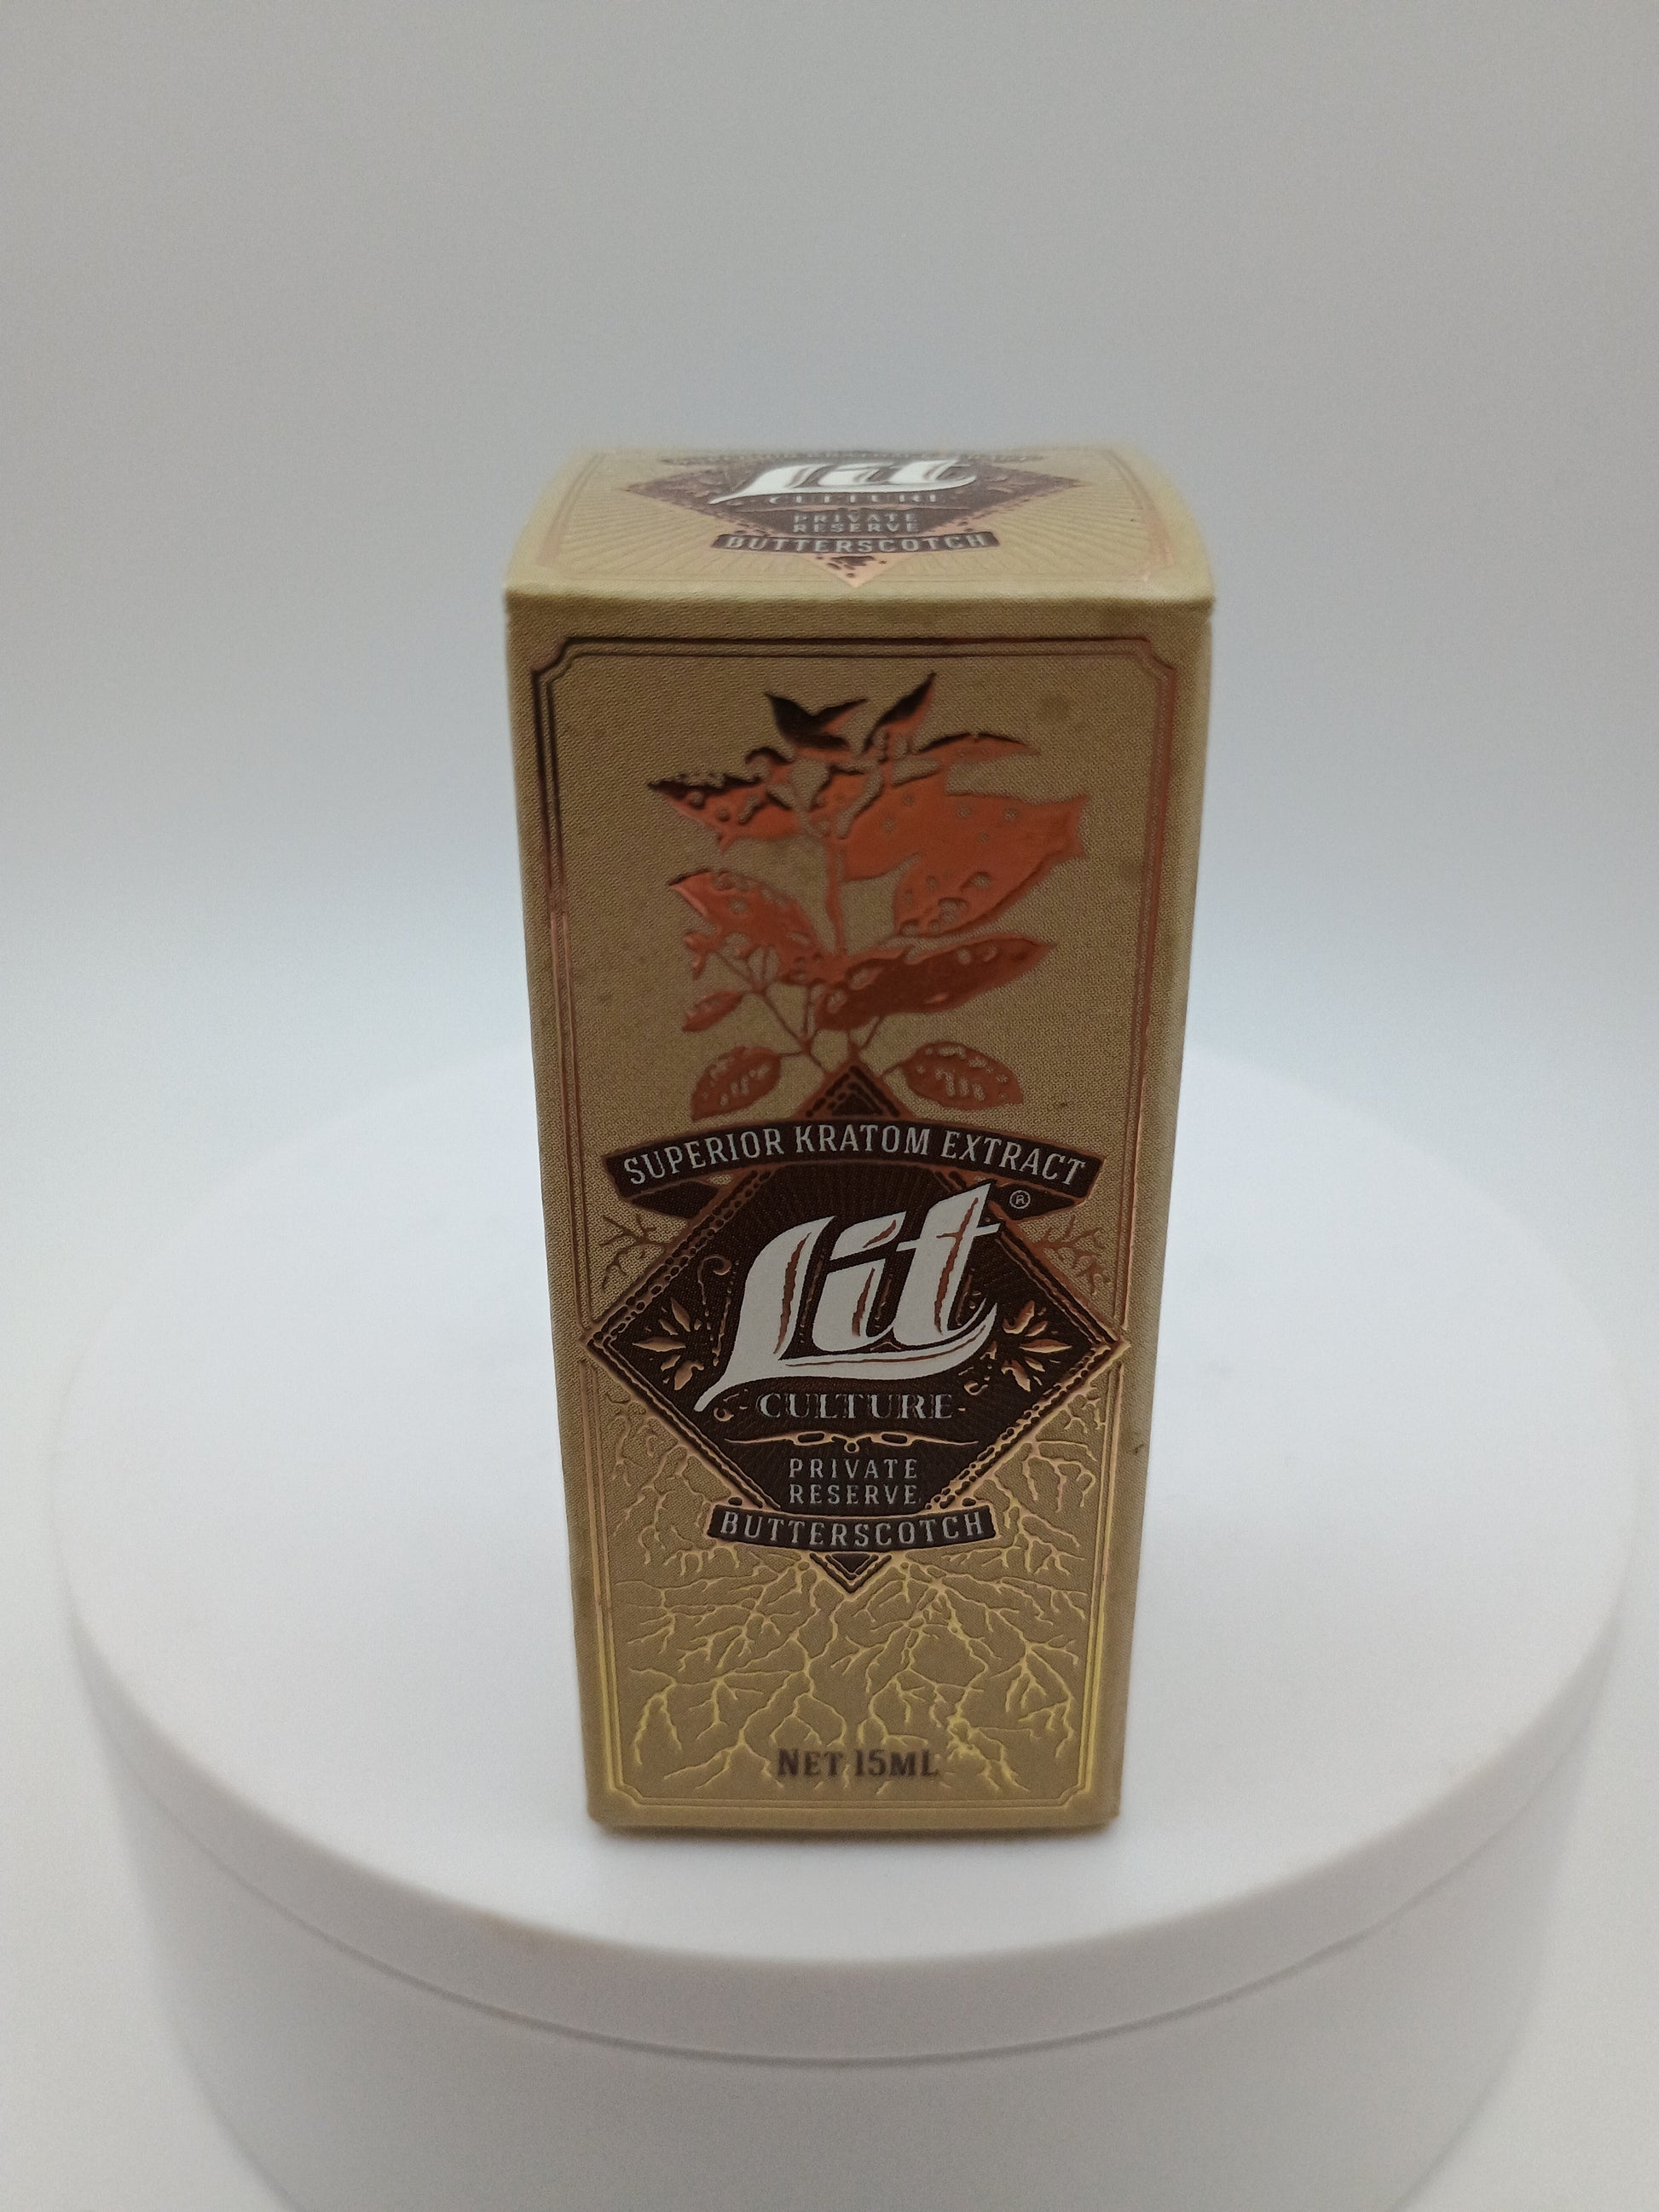 Lit
CULTURE
PRIVATE
RESERVE
BUTTERSCOTCH
SUPERIOR KRATOM EXTRACT
Lit®
CULTURE
PRIVATE
RESERVE
BUTTERSCOTCH
NET 15ML